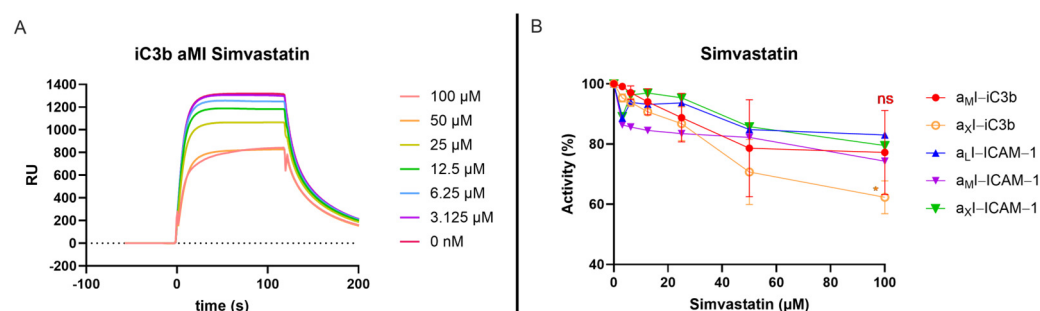 A
iC3b aMI Simvastatin
1400
1200
1000
800
600
400
200
0
-200
RU
-100
0
100
200
time (s)
100 µM
50 µM
25 µM
12.5 µM
6.25 µM
3.125 µM
0 nM
B
Simvastatin
100
80
60
40
Activity (%)
0
20
40
60
80
100
Simvastatin (µM)
ns
*
aMI–iC3b
aXI–iC3b
aLI–ICAM–1
aMI–ICAM–1
aXI–ICAM–1